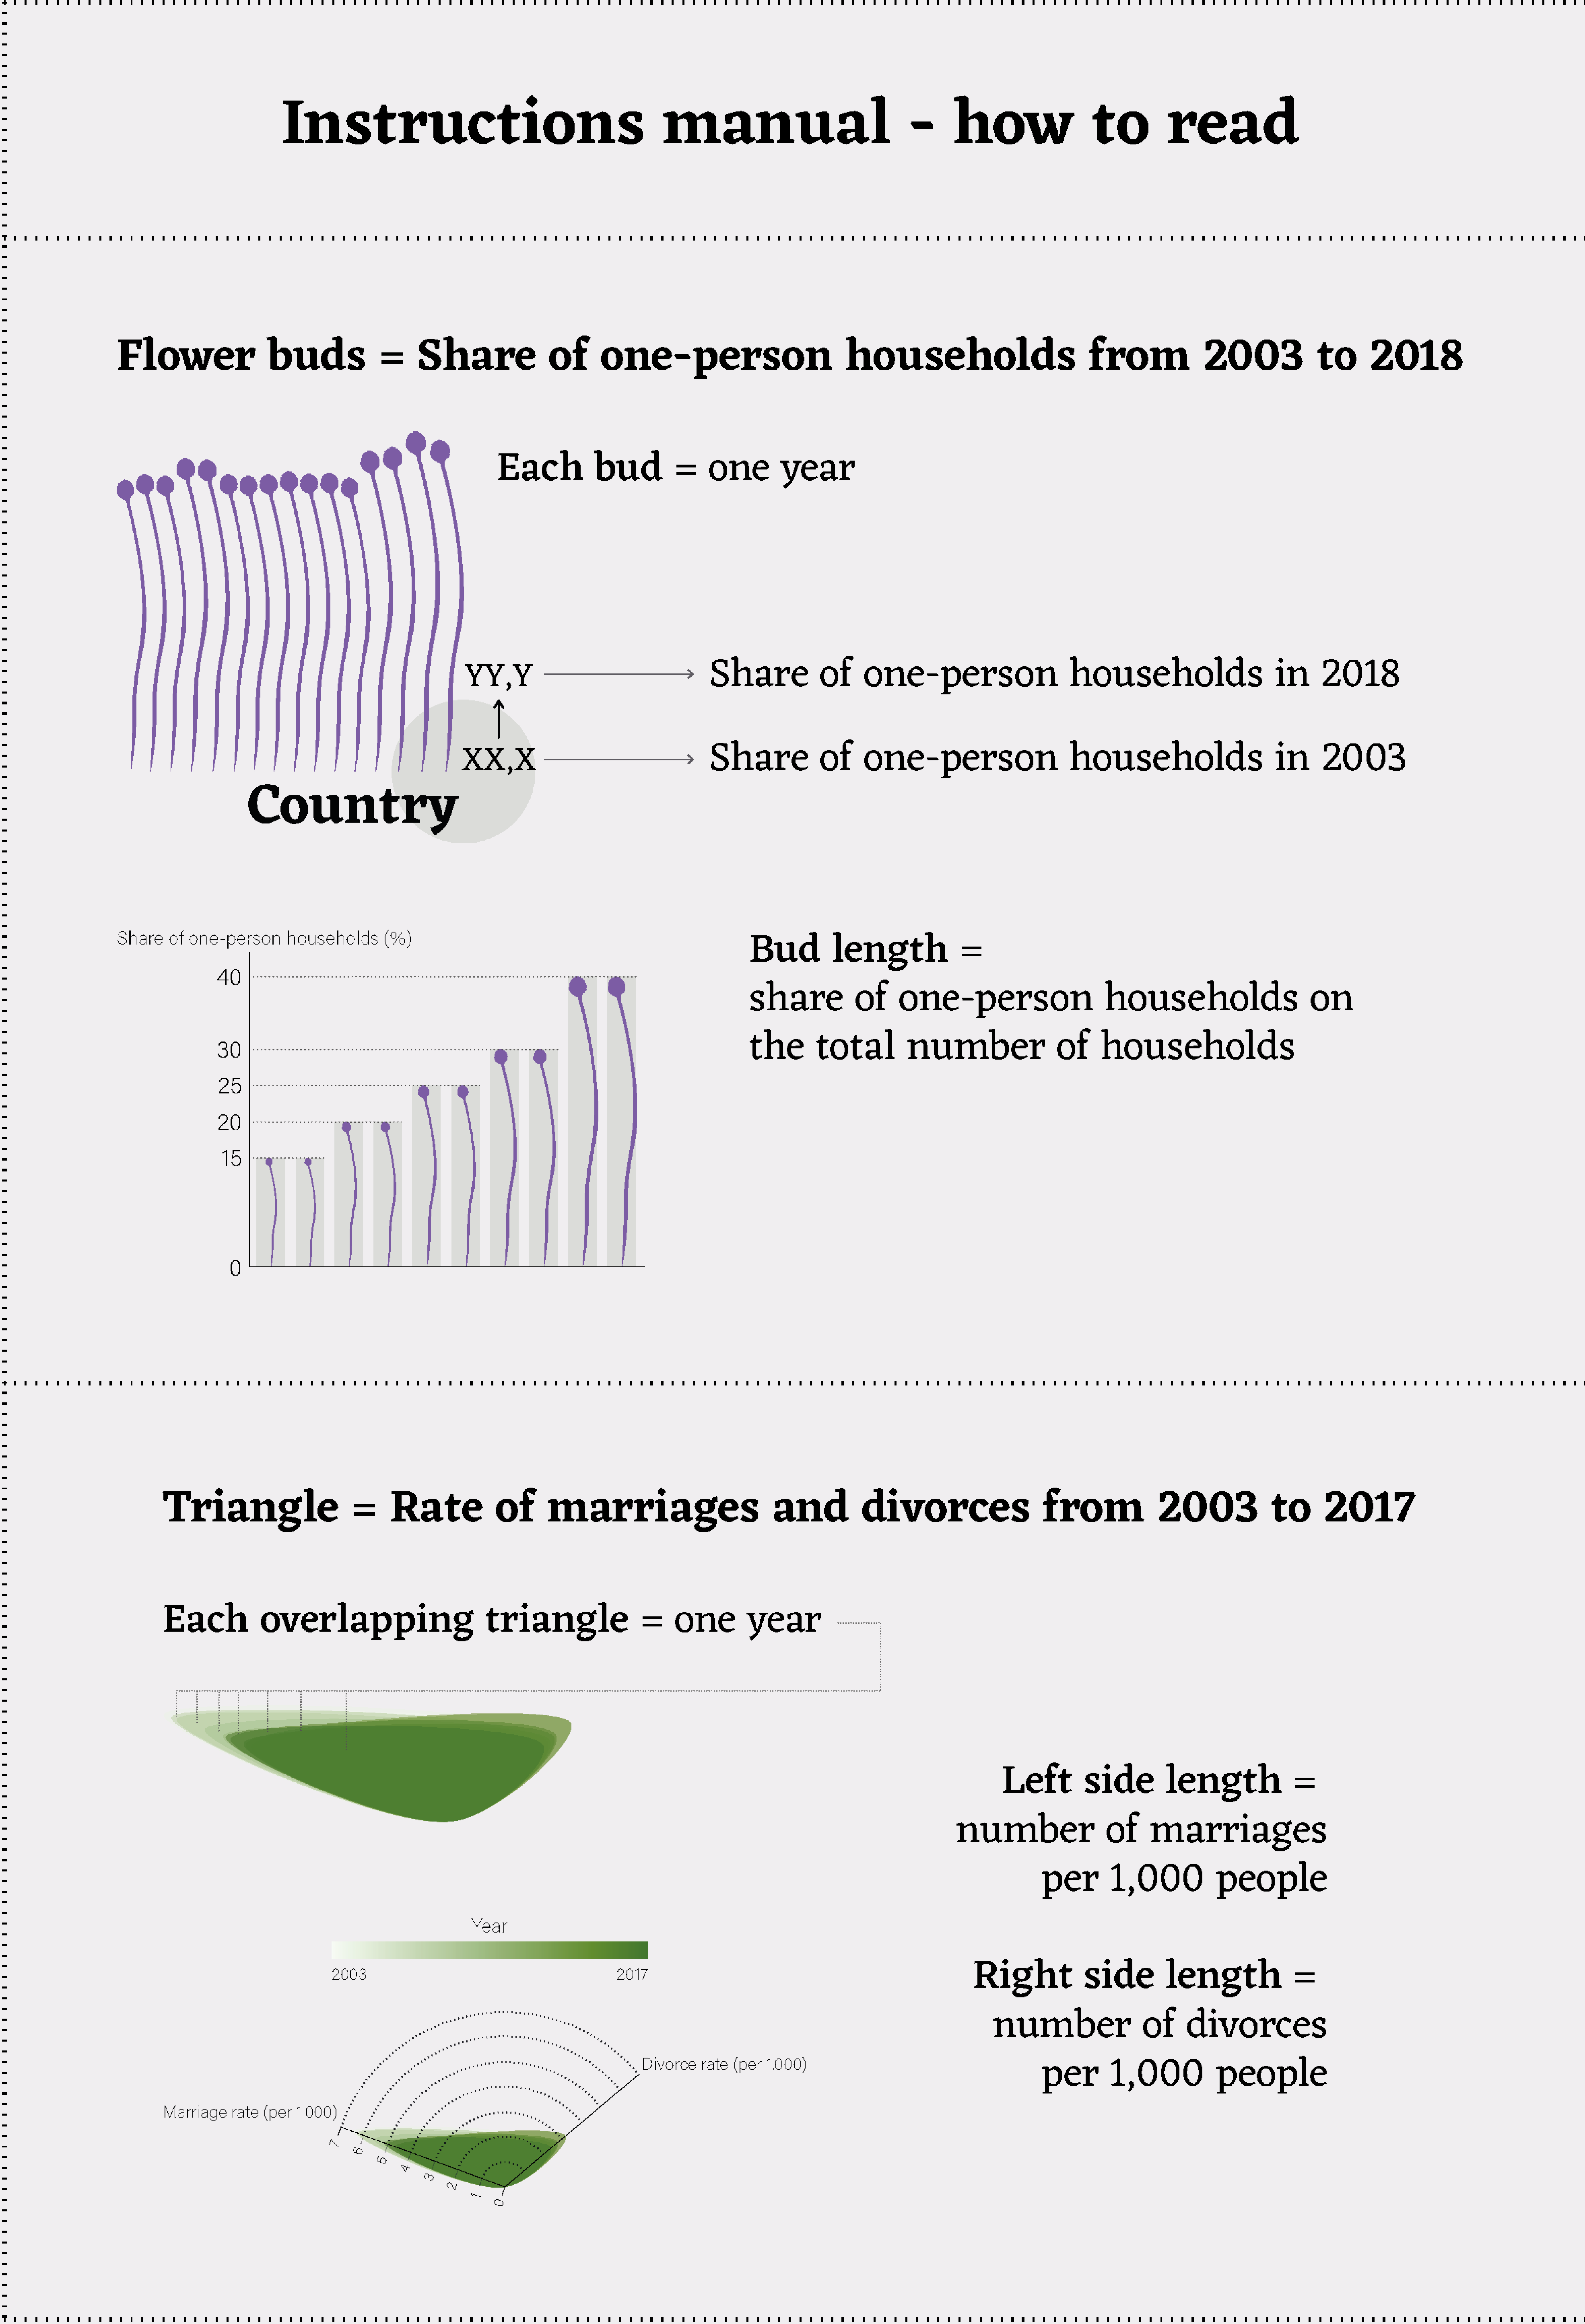 Instructions manual - how to read
Flower buds = Share of one-person households from 2003 to 2018
Each bud = one year
YY,Y
Share of one-person households in 2018
XX,X
Share of one-person households in 2003
Country
Share of one-person households (%)
40
30
25
20
15
0
Bud length =
share of one-person households on
the total number of households
Triangle = Rate of marriages and divorces from 2003 to 2017
Each overlapping triangle = one year
Left side length =
number of marriages
per 1,000 people
Year
2003 2017
Right side length =
number of divorces
per 1,000 people
Divorce rate (per 1.000)
Marriage rate (per 1.000)
7 6 5 4 3 2 1 0